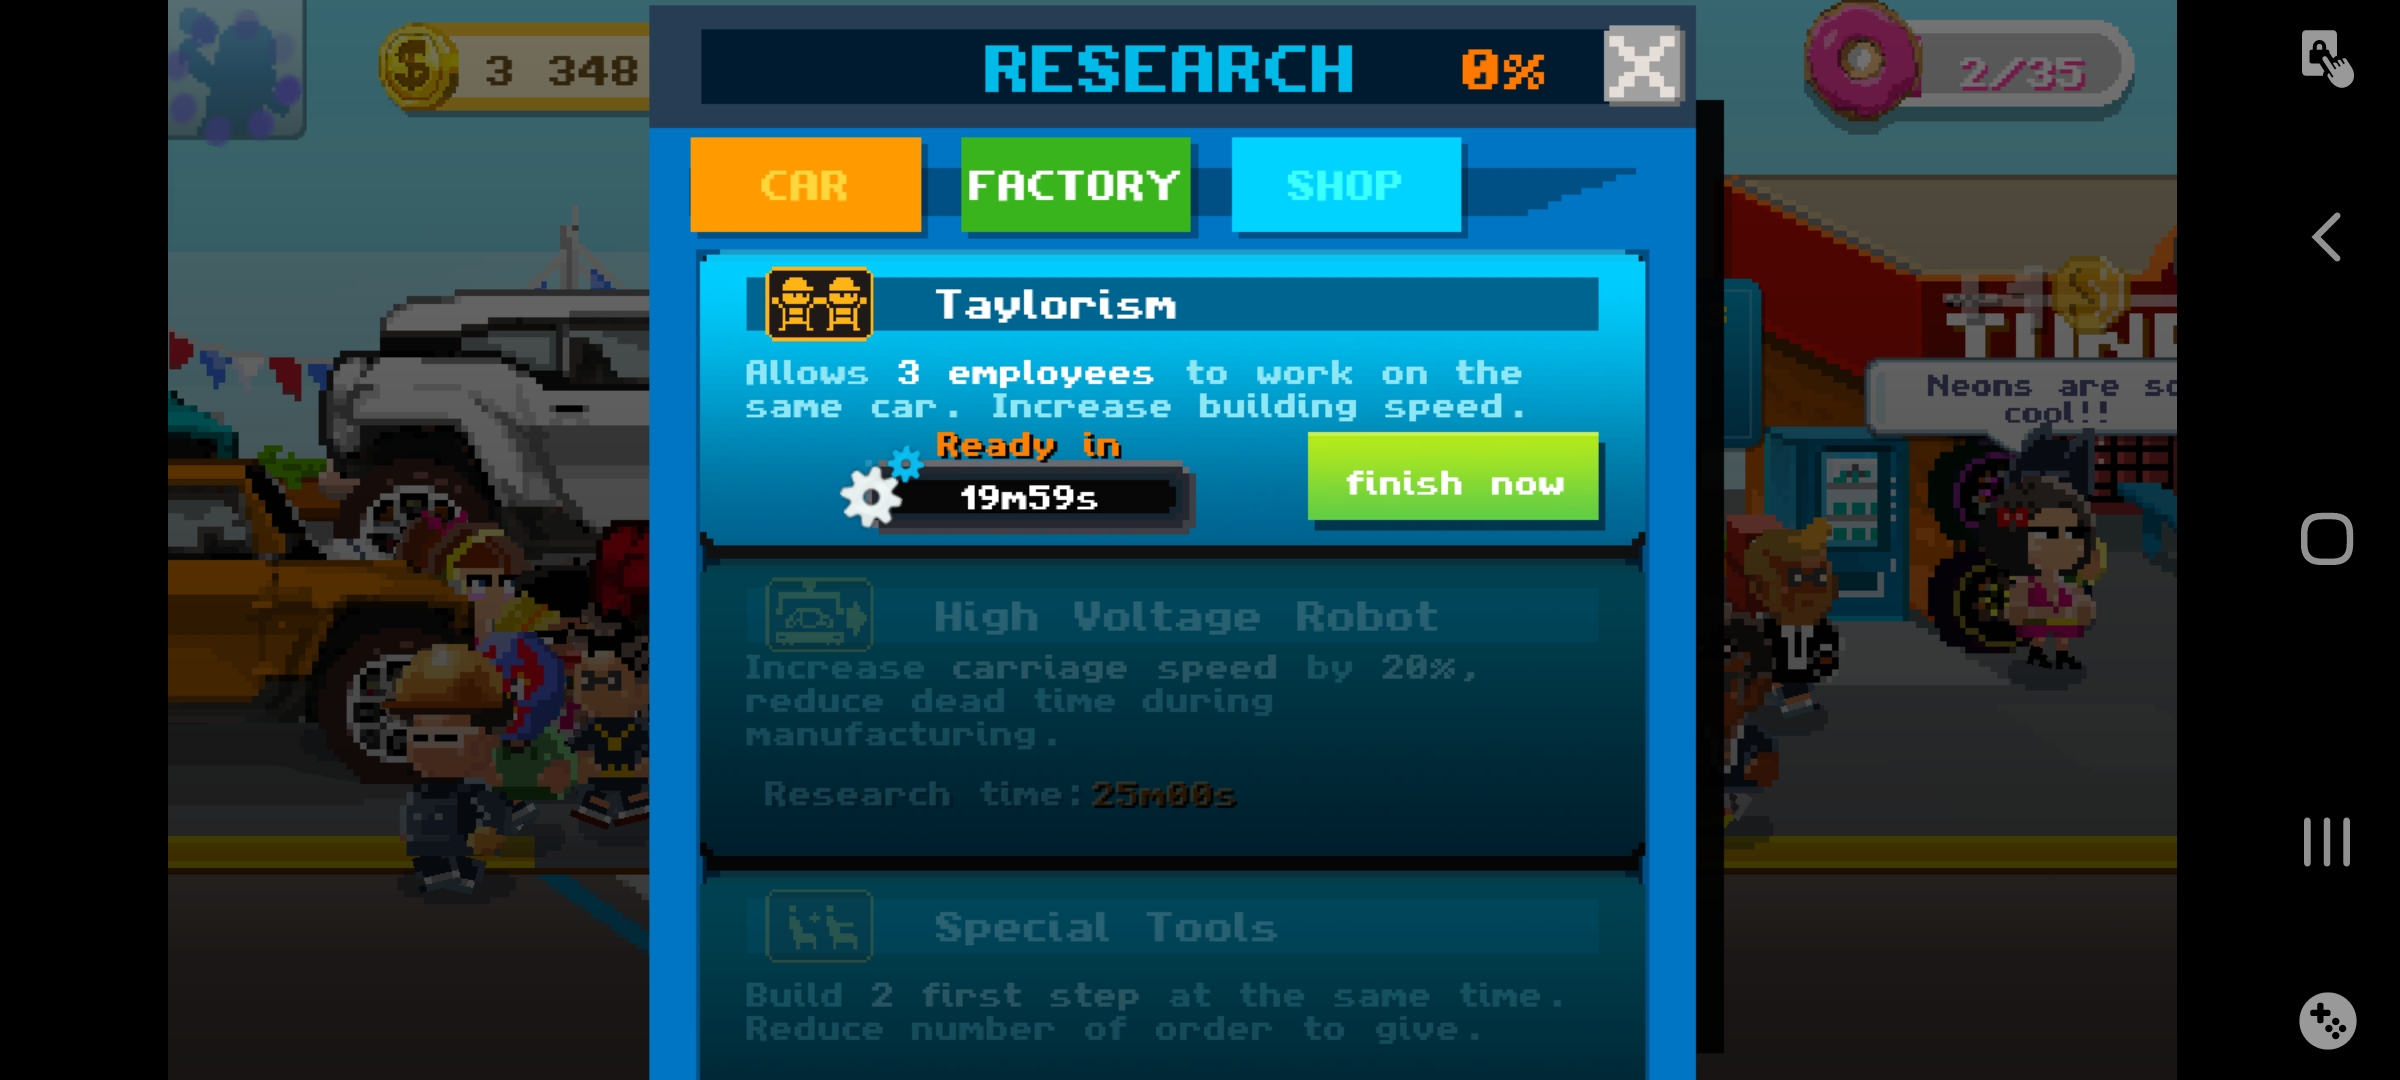 3 348
RESEARCH 0%
2/35
CAR FACTORY SHOP
Taylorism
Allows 3 employees to work on the
same car. Increase building speed.
Ready in
19m59s
finish now
High Voltage Robot
Increase carriage speed by 20%,
reduce dead time during
manufacturing.
Research time:25m00s
Special Tools
Build 2 first step at the same time.
Reduce number of order to give.
+1
Neons are so
cool!!